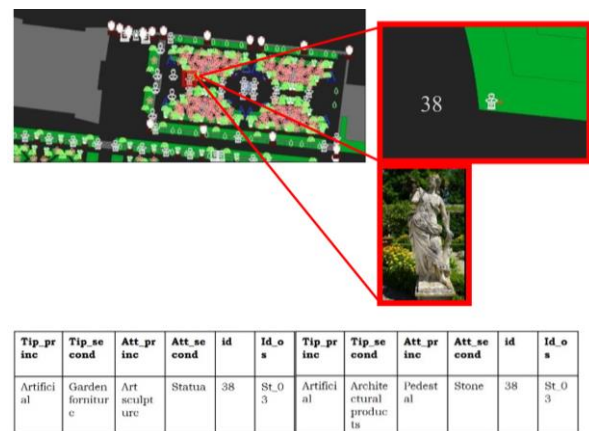 38
Tip_pr Tip_se Att_pr Att_se id Id_o Tip_pr Tip_se Att_pr Att_se id Id_o
inc cond inc cond s inc cond inc cond s
Artifici Garden Art Statua 38 St_0 Artifici Archite Pedest Stone 38 St_0
al fornitur sculpt 3 al ctural al 3
e ure produc
ts